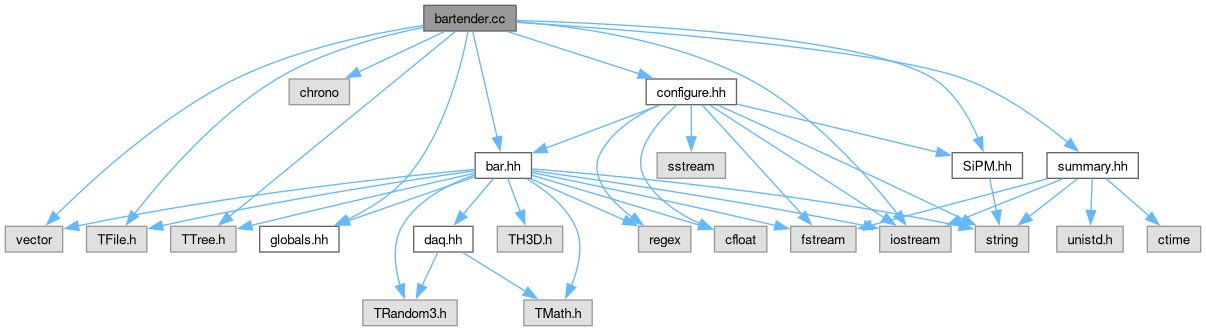 bartender.cc
chrono
configure.hh
bar.hh
sstream
SiPM.hh
summary.hh
vector
TFile.h
TTree.h
globals.hh
daq.hh
TH3D.h
regex
cfloat
fstream
iostream
string
unistd.h
ctime
TRandom3.h
TMath.h